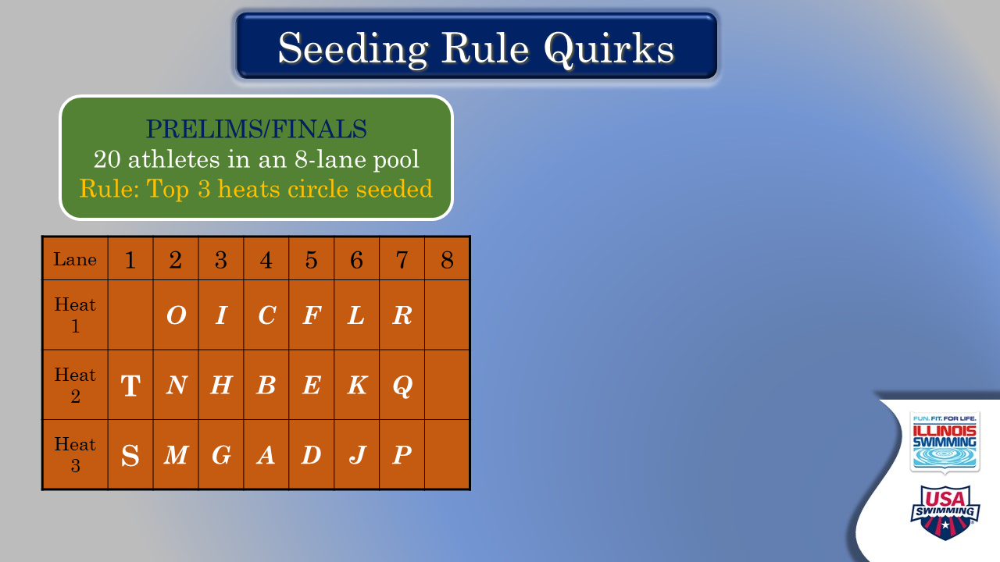 Seeding Rule Quirks
PRELIMS/FINALS
20 athletes in an 8-lane pool
Rule: Top 3 heats circle seeded
Lane 1 2 3 4 5 6 7 8
Heat 1 O I C F L R
Heat 2 T N H B E K Q
Heat 3 S M G A D J P
FUN. FIT. FOR LIFE.
ILLINOIS
SWIMMING
USA
SWIMMING